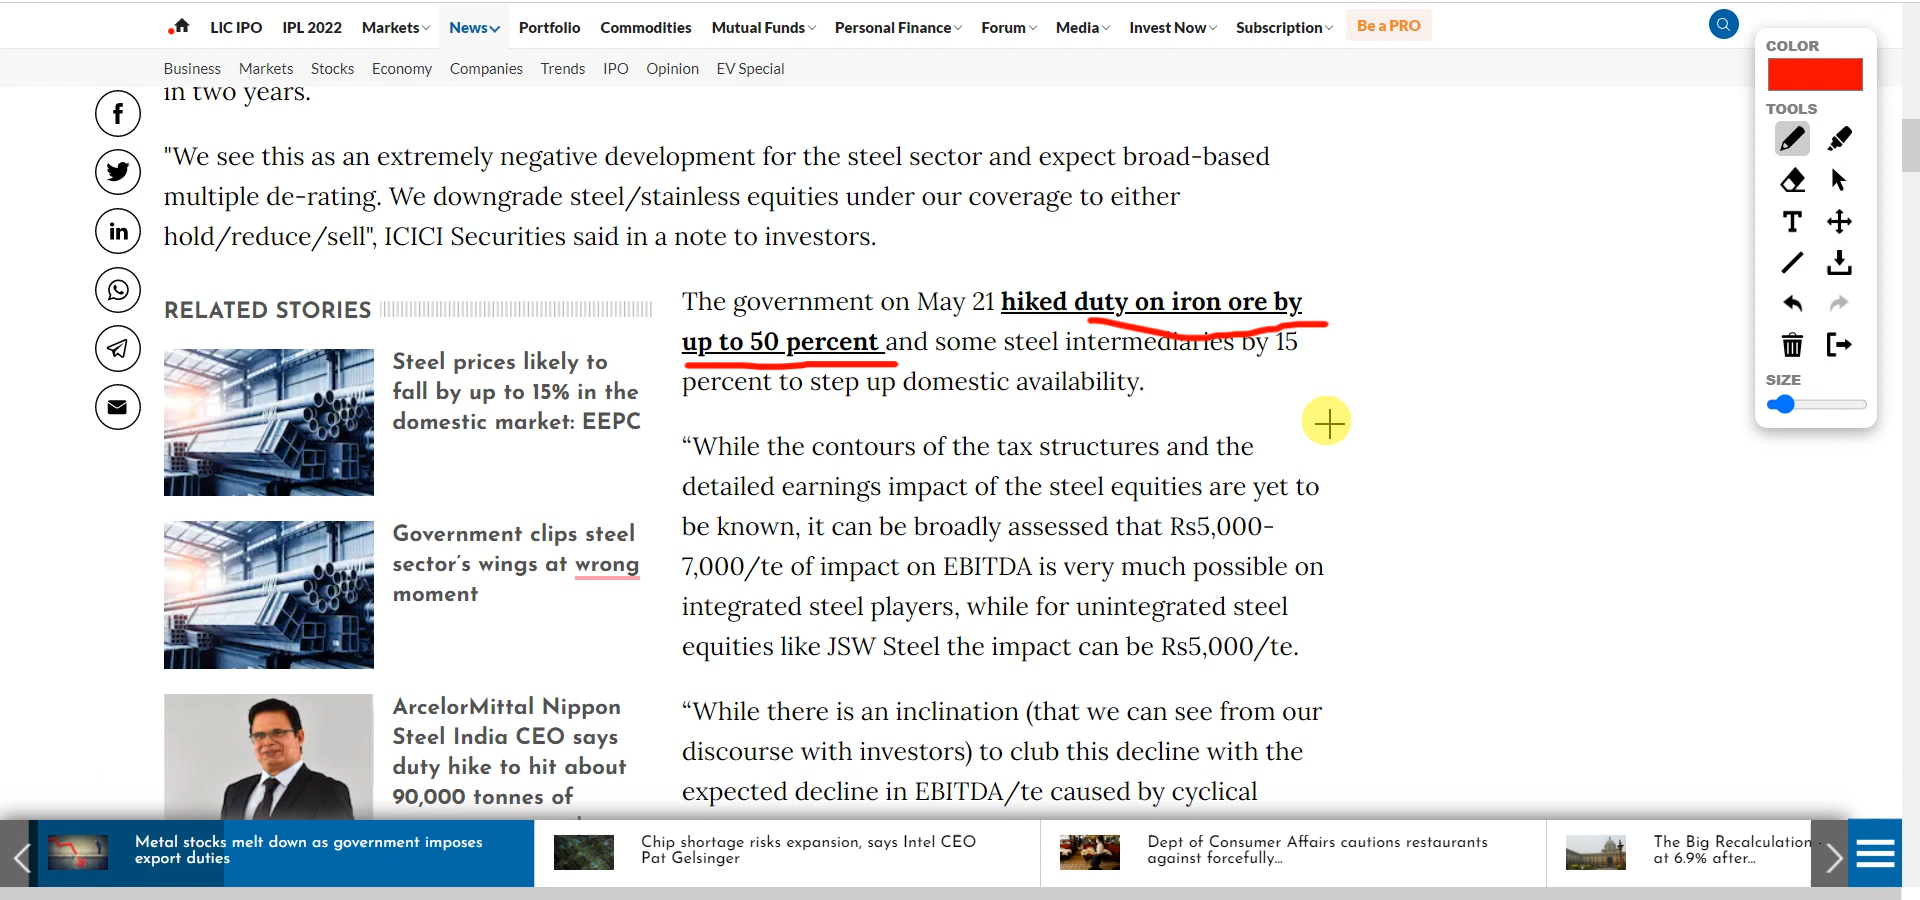 LIC IPO IPL 2022 Markets News Portfolio Commodities Mutual Funds Personal Finance Forum Media Invest Now Subscription Be a PRO
Business Markets Stocks Economy Companies Trends IPO Opinion EV Special
in two years.
"We see this as an extremely negative development for the steel sector and expect broad-based
multiple de-rating. We downgrade steel/stainless equities under our coverage to either
hold/reduce/sell", ICICI Securities said in a note to investors.
RELATED STORIES
Steel prices likely to
fall by up to 15% in the
domestic market: EEPC
Government clips steel
sector's wings at wrong
moment
ArcelorMittal Nippon
Steel India CEO says
duty hike to hit about
90,000 tonnes of
The government on May 21 hiked duty on iron ore by
up to 50 percent and some steel intermediaries by 15
percent to step up domestic availability.
“While the contours of the tax structures and the
detailed earnings impact of the steel equities are yet to
be known, it can be broadly assessed that Rs5,000-
7,000/te of impact on EBITDA is very much possible on
integrated steel players, while for unintegrated steel
equities like JSW Steel the impact can be Rs5,000/te.
“While there is an inclination (that we can see from our
discourse with investors) to club this decline with the
expected decline in EBITDA/te caused by cyclical
COLOR
TOOLS
T
SIZE
Metal stocks melt down as government imposes
export duties
Chip shortage risks expansion, says Intel CEO
Pat Gelsinger
Dept of Consumer Affairs cautions restaurants
against forcefully...
The Big Recalculation -
at 6.9% after...